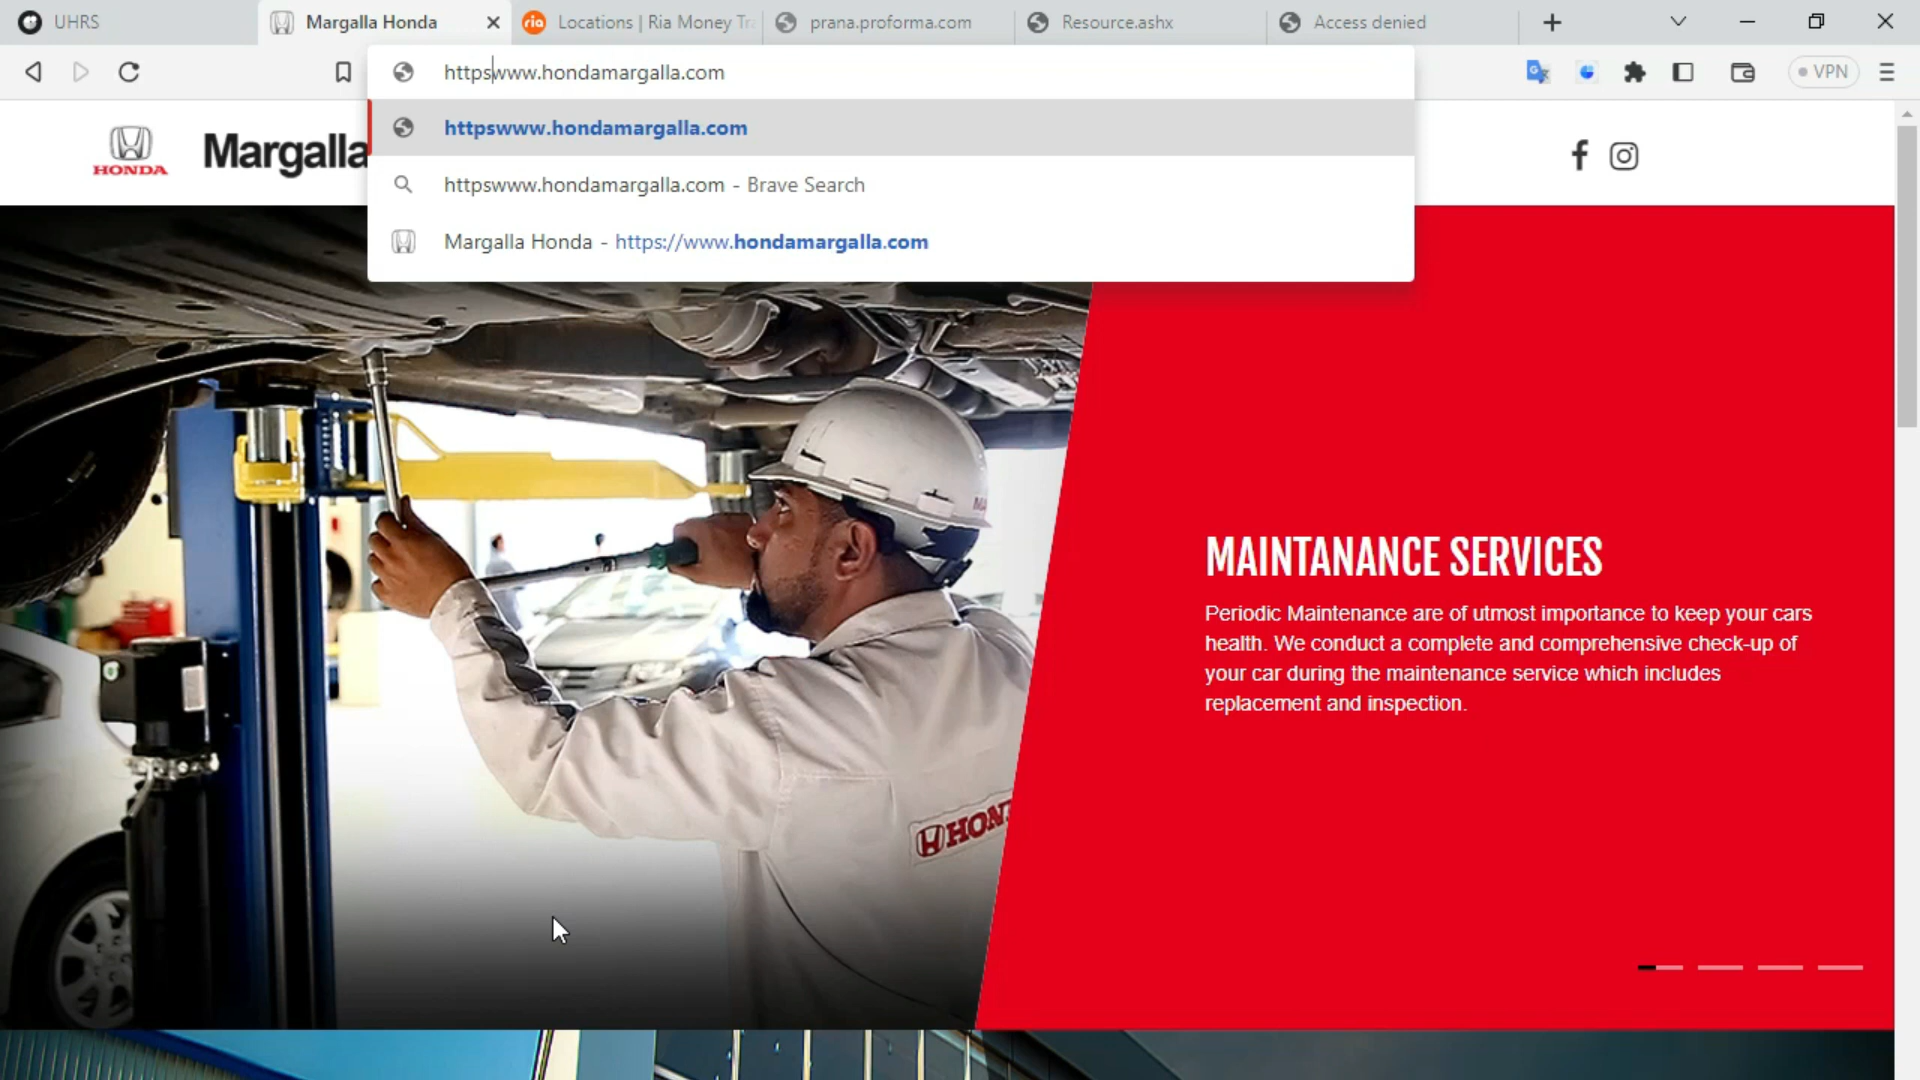 UHRS
Margalla Honda
ria
Locations | Ria Money Tra
prana.proforma.com
Resource.ashx
Access denied
httpswww.hondamargalla.com
VPN
httpswww.hondamargalla.com
httpswww.hondamargalla.com - Brave Search
Margalla Honda - https://www.hondamargalla.com
HONDA
Margalla
MAINTANANCE SERVICES
Periodic Maintenance are of utmost importance to keep your cars
health. We conduct a complete and comprehensive check-up of
your car during the maintenance service which includes
replacement and inspection.
HON